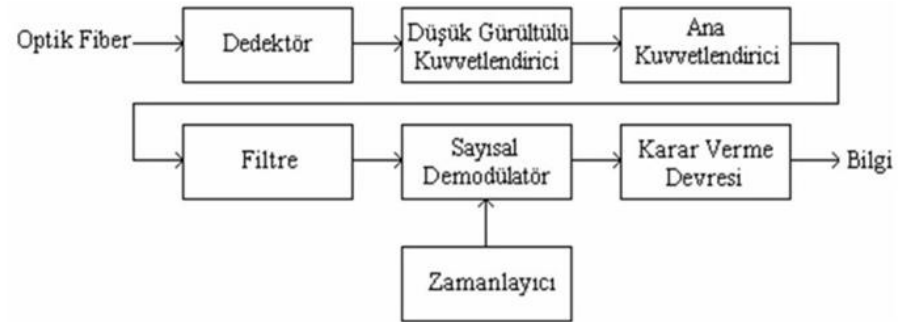 Optik Fiber
Dedektör
Düşük Gürültülü
Kuvvetlendirici
Ana
Kuvvetlendirici
Filtre
Sayısal
Demodülatör
Karar Verme
Devresi
Bilgi
Zamanlayıcı